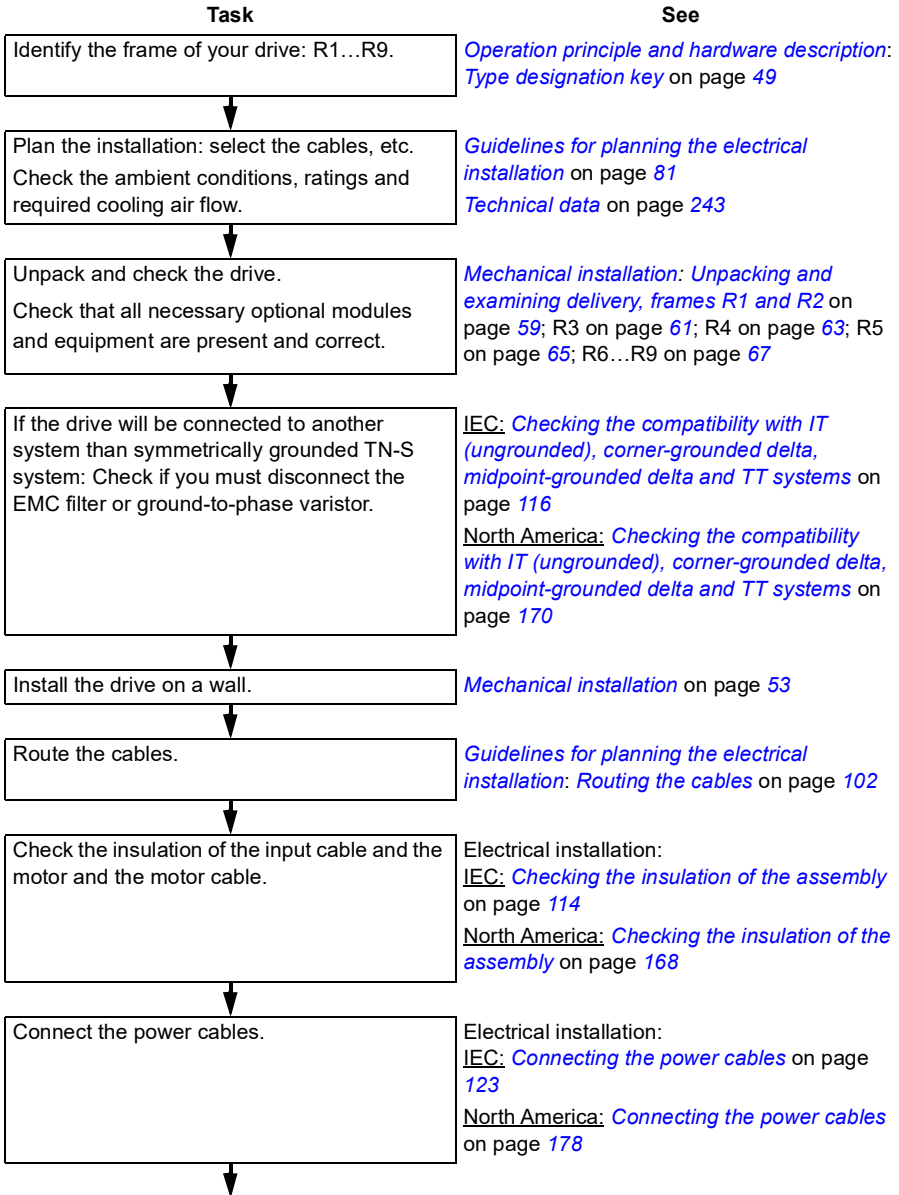 Task
See
Identify the frame of your drive: R1…R9.
Operation principle and hardware description:
Type designation key on page 49
Plan the installation: select the cables, etc.
Check the ambient conditions, ratings and
required cooling air flow.
Guidelines for planning the electrical
installation on page 81
Technical data on page 243
Unpack and check the drive.
Check that all necessary optional modules
and equipment are present and correct.
Mechanical installation: Unpacking and
examining delivery, frames R1 and R2 on
page 59; R3 on page 61; R4 on page 63; R5
on page 65; R6…R9 on page 67
If the drive will be connected to another
system than symmetrically grounded TN-S
system: Check if you must disconnect the
EMC filter or ground-to-phase varistor.
IEC: Checking the compatibility with IT
(ungrounded), corner-grounded delta,
midpoint-grounded delta and TT systems on
page 116
North America: Checking the compatibility
with IT (ungrounded), corner-grounded delta,
midpoint-grounded delta and TT systems on
page 170
Install the drive on a wall.
Mechanical installation on page 53
Route the cables.
Guidelines for planning the electrical
installation: Routing the cables on page 102
Check the insulation of the input cable and the
motor and the motor cable.
Electrical installation:
IEC: Checking the insulation of the assembly
on page 114
North America: Checking the insulation of the
assembly on page 168
Connect the power cables.
Electrical installation:
IEC: Connecting the power cables on page
123
North America: Connecting the power cables
on page 178